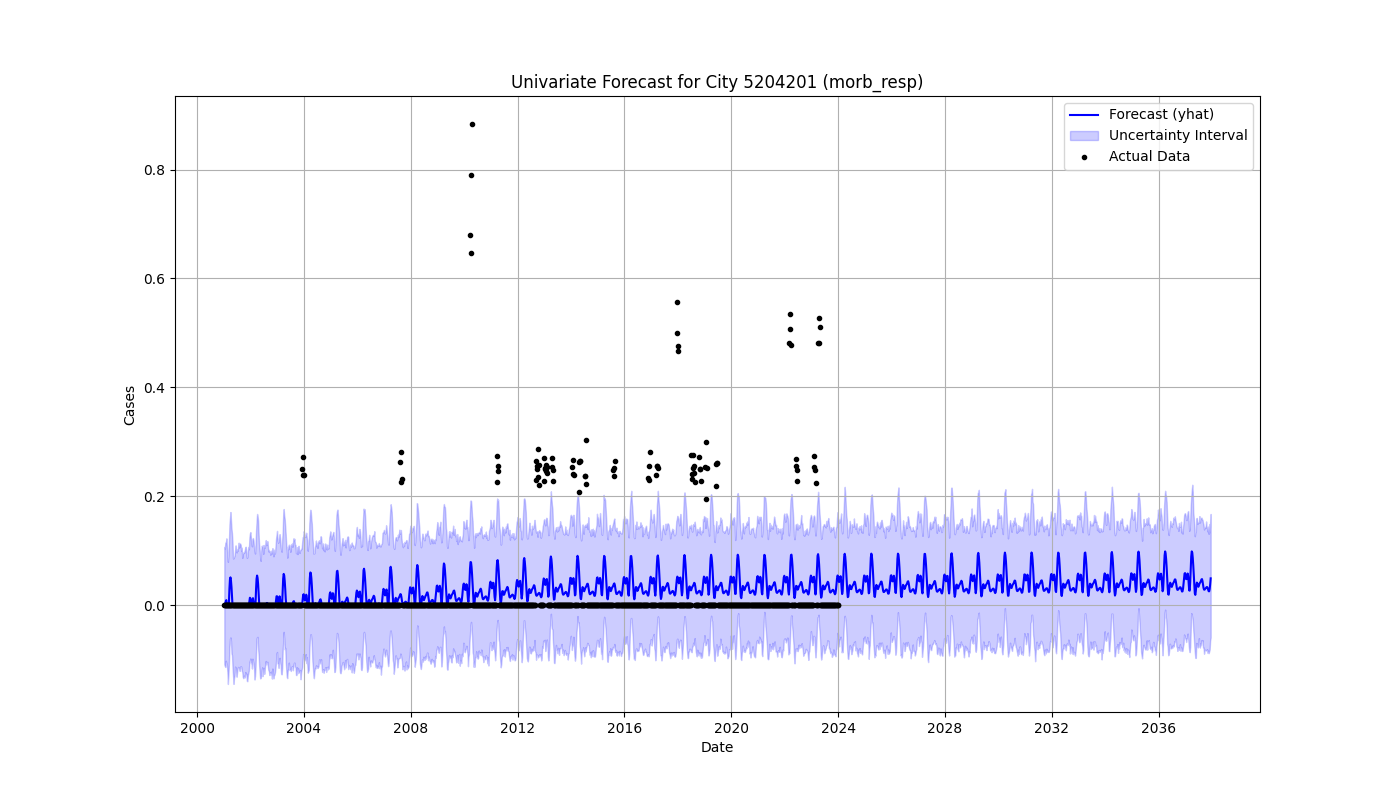 Univariate Forecast for City 5204201 (morb_resp)
Forecast (yhat)
Uncertainty Interval
Actual Data
Cases
0.8
0.6
0.4
0.2
0.0
2000 2004 2008 2012 2016 2020 2024 2028 2032 2036
Date